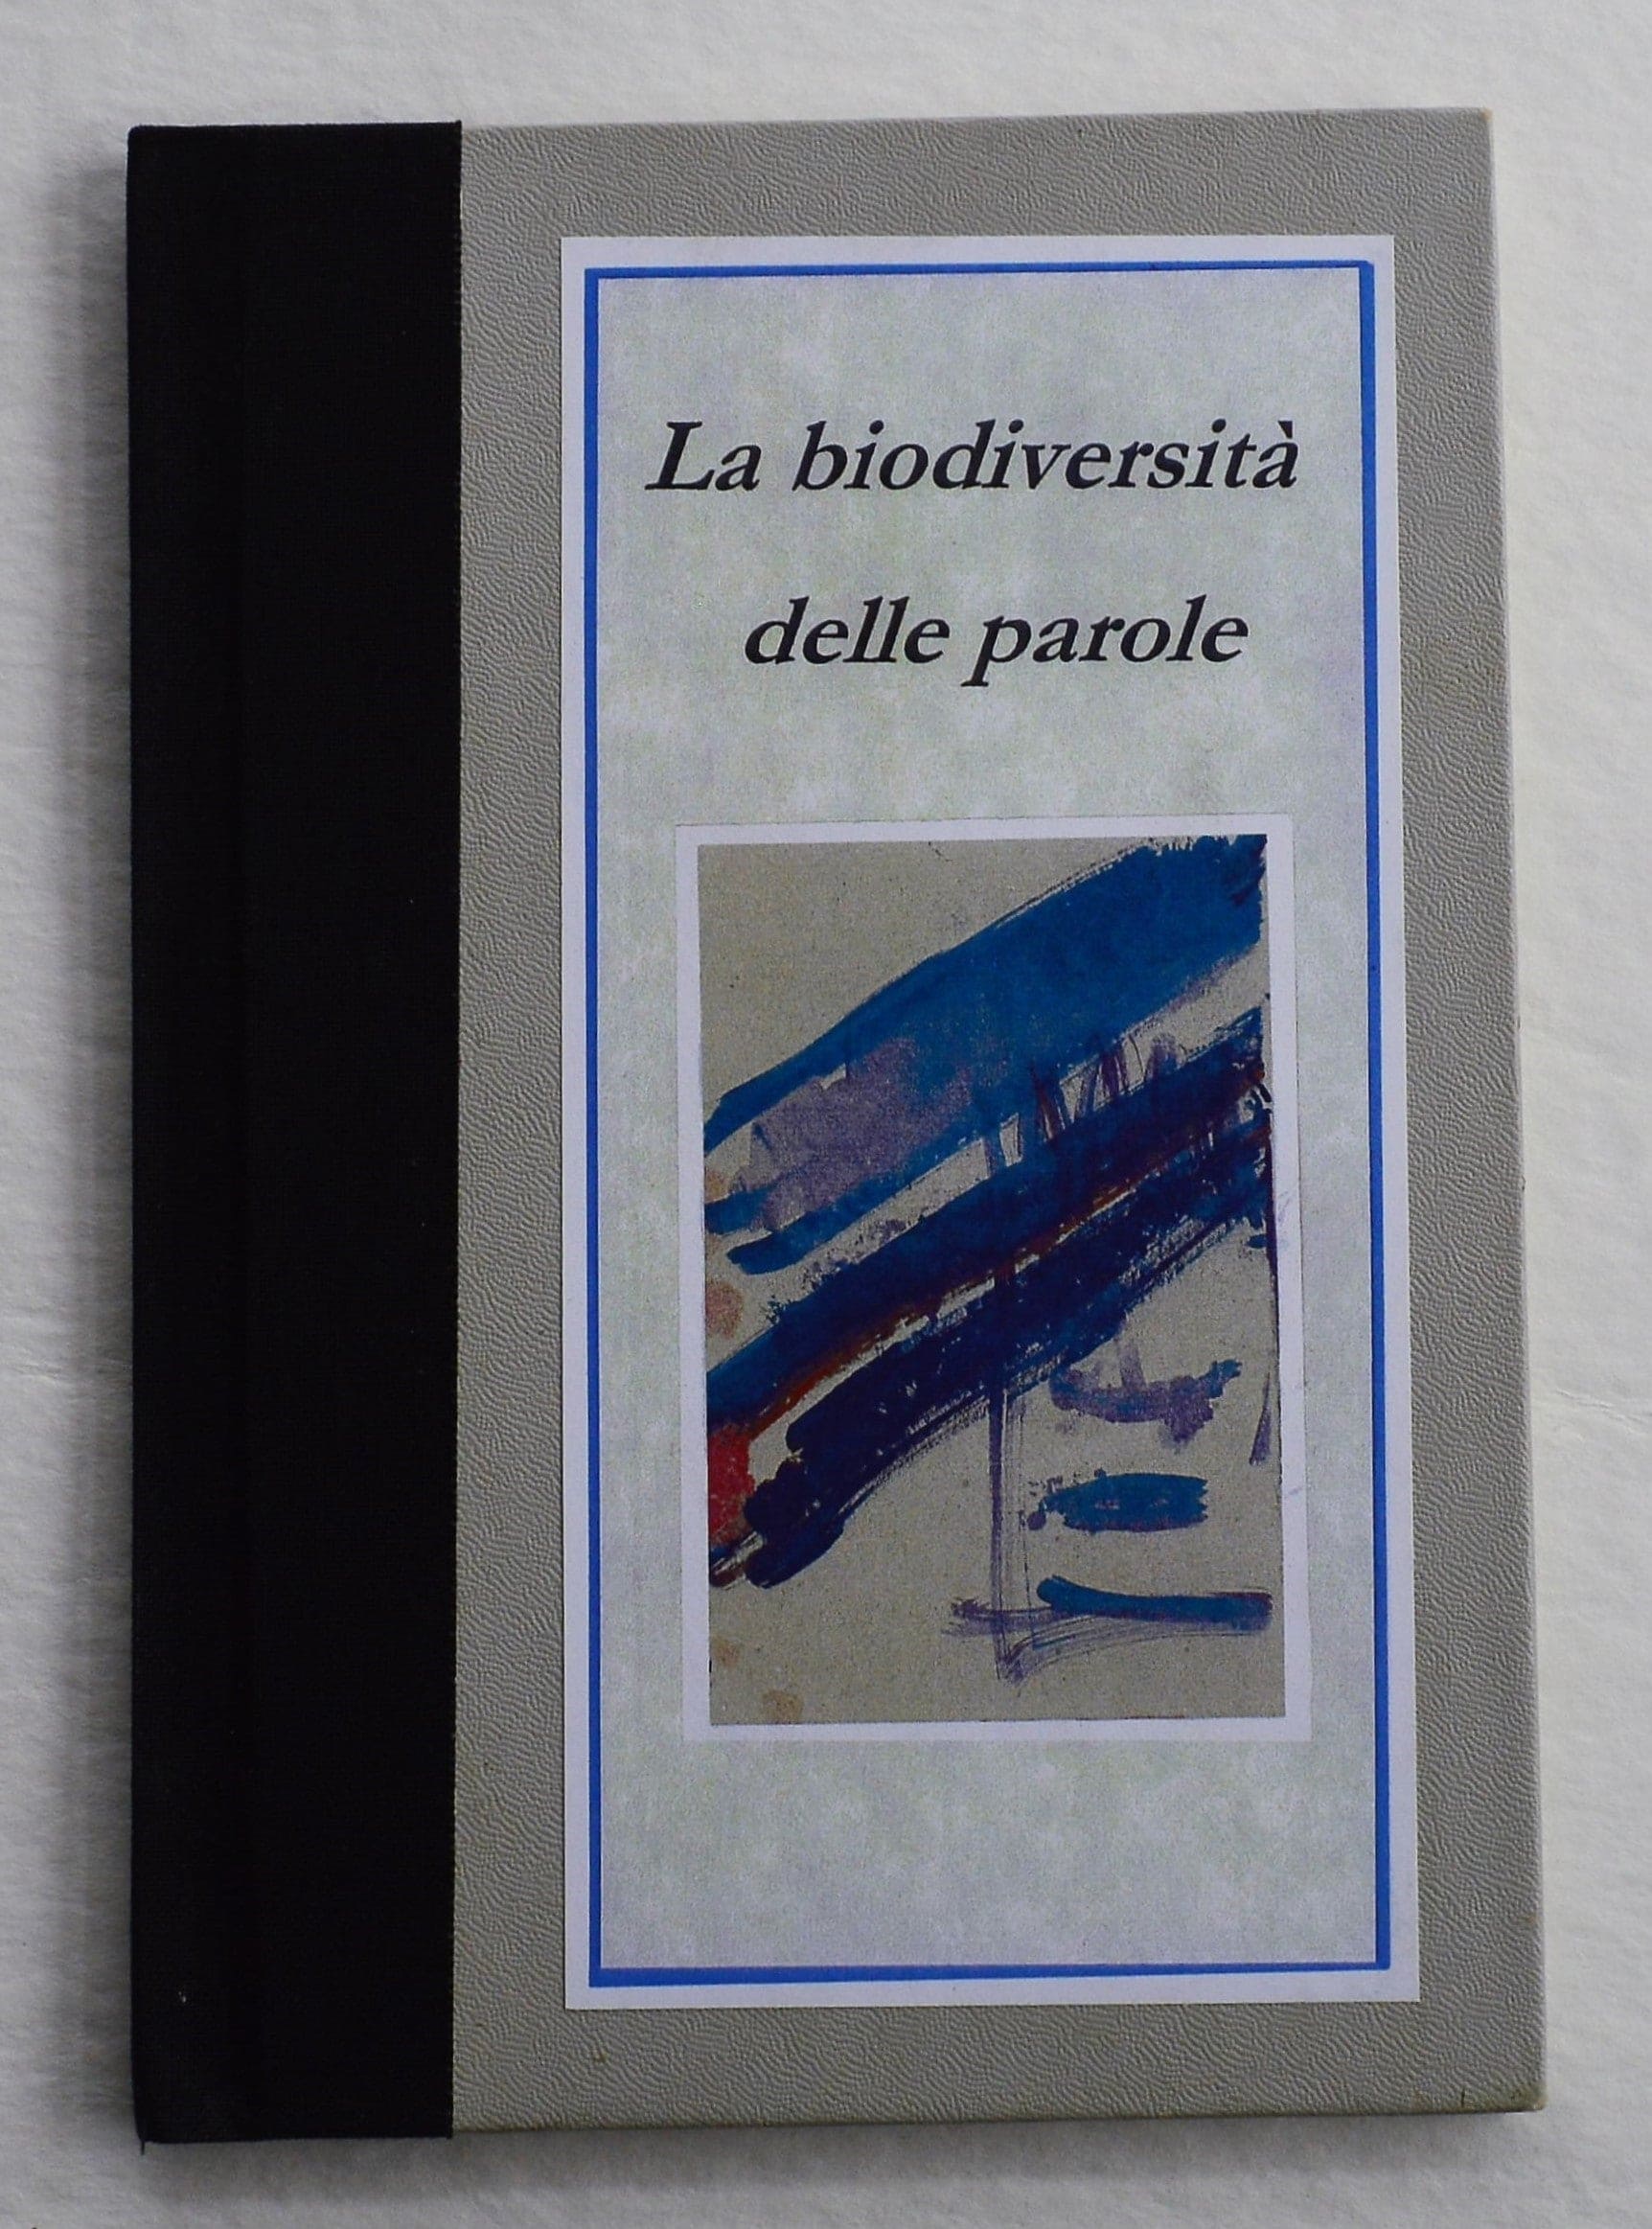 La biodiversità
delle parole